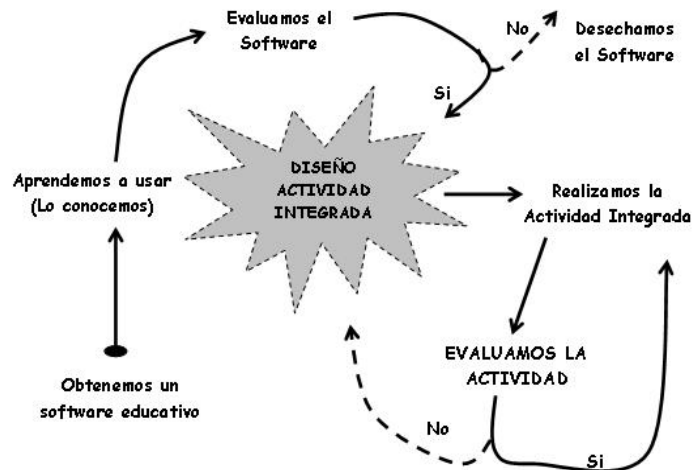 Evaluamos el
Software
No
Desechamos
el Software
Si
Aprendemos a usar
(Lo conocemos)
DISEÑO
ACTIVIDAD
INTEGRADA
Realizamos la
Actividad Integrada
Obtenemos un
software educativo
EVALUAMOS LA
ACTIVIDAD
No
Si